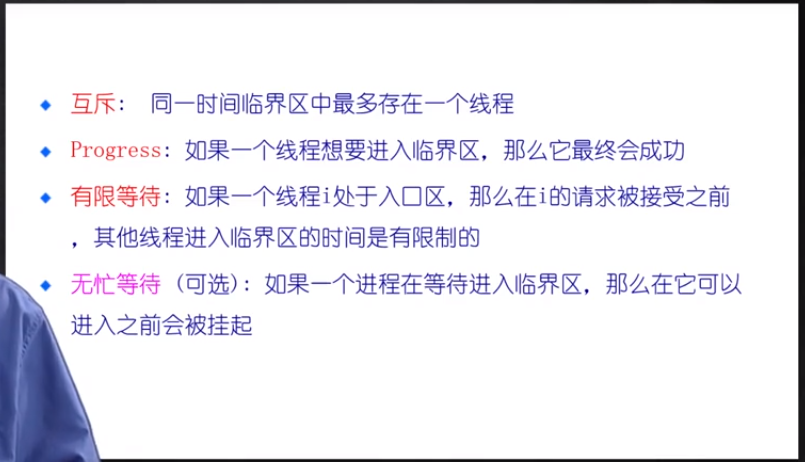 互斥： 同一时间临界区中最多存在一个线程
Progress：如果一个线程想要进入临界区，那么它最终会成功
有限等待：如果一个线程i处于入口区，那么在i的请求被接受之前
，其他线程进入临界区的时间是有限制的
无忙等待（可选）：如果一个进程在等待进入临界区，那么在它可以
进入之前会被挂起